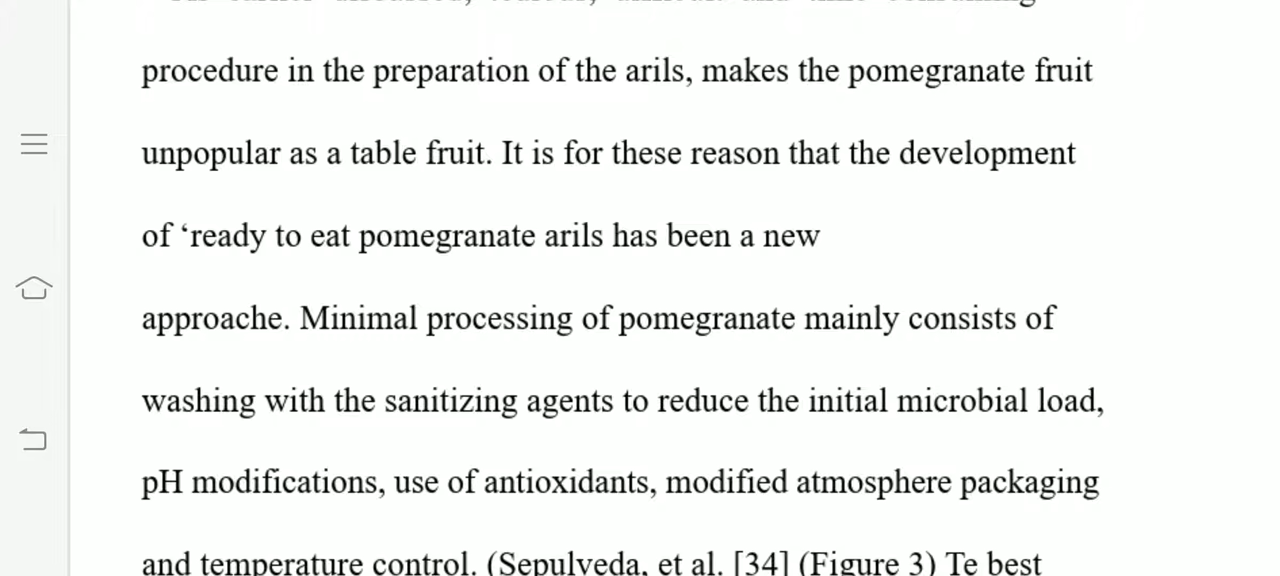 procedure in the preparation of the arils, makes the pomegranate fruit
unpopular as a table fruit. It is for these reason that the development
of ‘ready to eat pomegranate arils has been a new
approache. Minimal processing of pomegranate mainly consists of
washing with the sanitizing agents to reduce the initial microbial load,
pH modifications, use of antioxidants, modified atmosphere packaging
and temperature control. (Sepulveda, et al. [34] (Figure 3) Te best